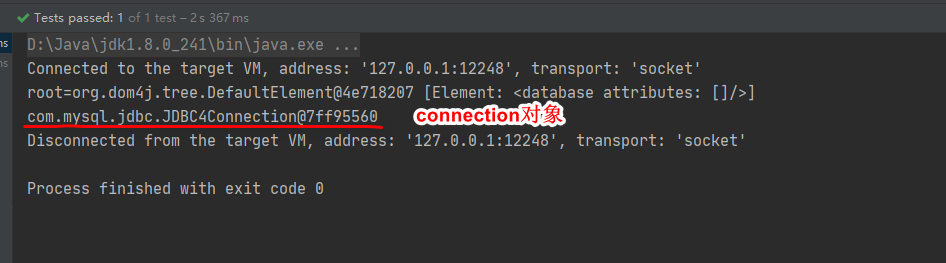 Tests passed: 1 of 1 test – 2 s 367 ms
ns
D:\Java\jdk1.8.0_241\bin\java.exe ...
ns
Connected to the target VM, address: '127.0.0.1:12248', transport: 'socket'
root=org.dom4j.tree.DefaultElement@4e718207 [Element: <database attributes: []/>]
com.mysql.jdbc.JDBC4Connection@7ff95560 connection对象
Disconnected from the target VM, address: '127.0.0.1:12248', transport: 'socket'
Process finished with exit code 0